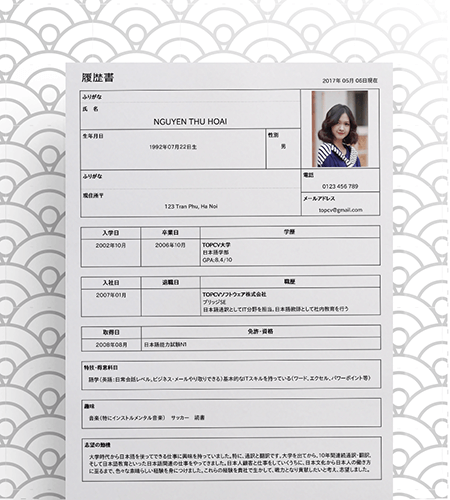 履歴書
2017年 05月 06日現在
ふりがな
氏 名
NGUYEN THU HOAI
生年月日
性別
1992年07月22日生
男
ふりがな
電話
0123 456 789
現住所〒
メールアドレス
123 Tran Phu, Ha Noi
topcv@gmail.com
入学日 卒業日 学歴
2002年10月 2006年10月 TOPCV大学
日本語学部
GPA:8,4/10
入社日 退職日 職歴
2007年01月 TOPCVソフトウェア株式会社
ブリッジSE
日本語通訳としてIT分野を担当、日本語教師として社内教育を行う
取得日 免許・資格
2008年08月 日本語能力試験N1
特技・得意科目
語学（英語：日常会話レベル、ビジネス・メールやり取りできる）基本的なITスキルを持っている（ワード、エクセル、パワーポイント等）
趣味
音楽（特にインストルメンタル音楽） サッカー 読書
志望の動機
大学時代から日本語を使ってできる仕事に興味を持っていました。特に、通訳と翻訳です。大学を出てから、10年間連続通訳・翻訳、
そして日本語教育といった日本語関連の仕事をやってきました。日本人顧客と仕事をしていくうちに、日本文化から日本人の働き方
に至るまで、色々な素晴らしい経験を身につけました。これらの経験を貴社で生かして、戦力となり貢献したいと考え、志望しました。